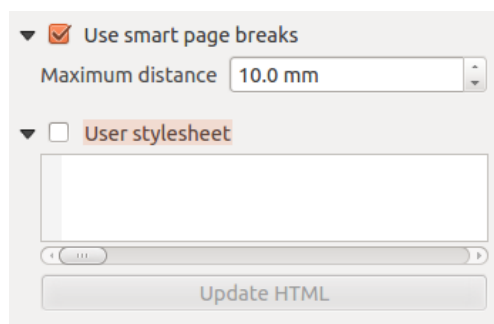 Use smart page breaks
Maximum distance 10.0 mm
User stylesheet
Update HTML